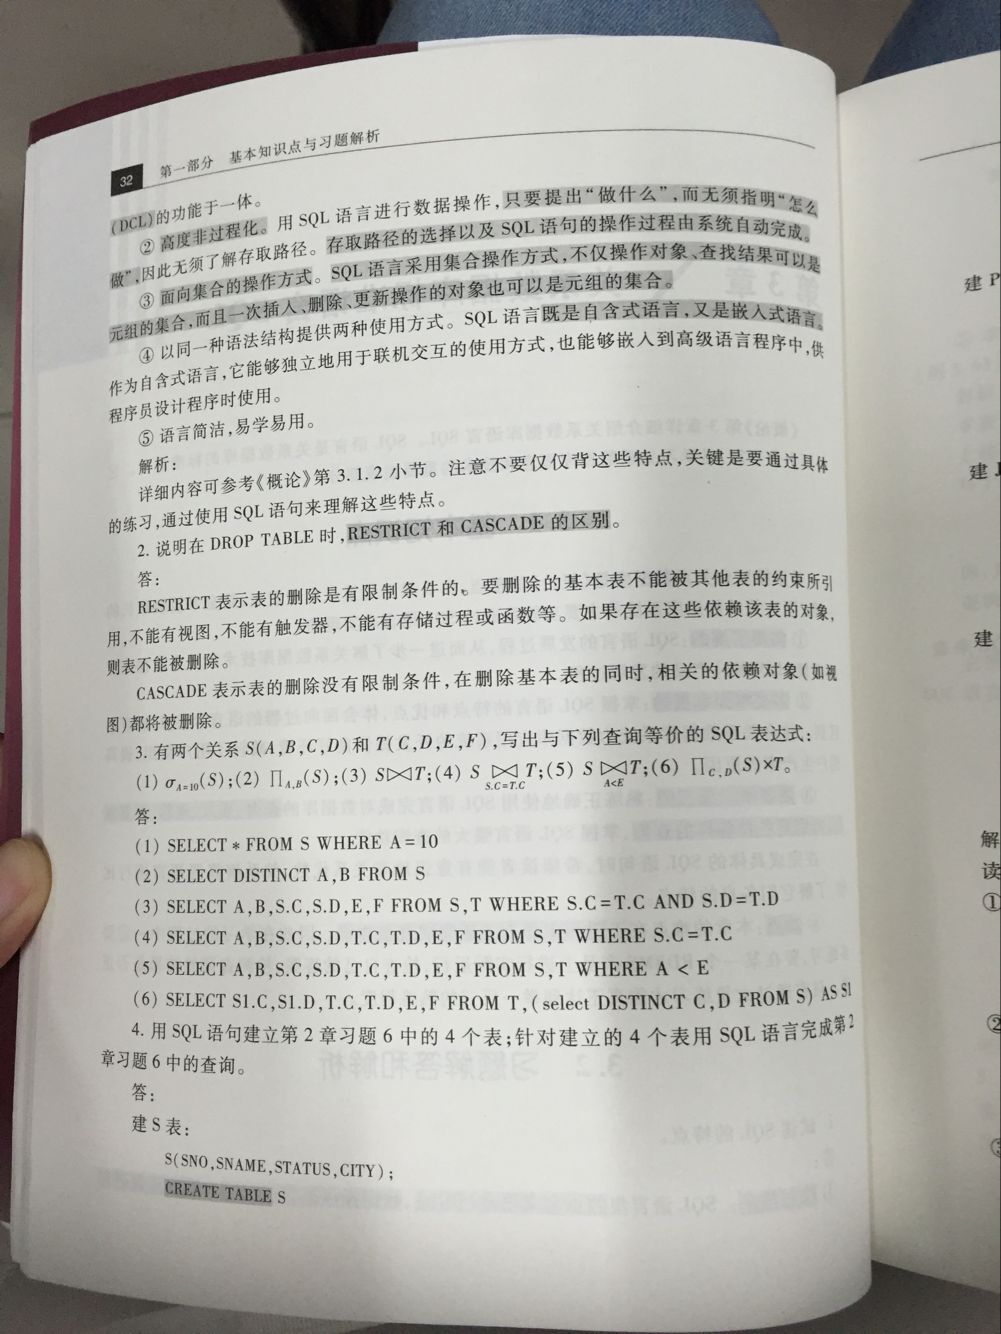 32 第一部分 基本知识点与习题解析
(DCL)的功能于一体。
② 高度非过程化。用 SQL 语言进行数据操作,只要提出“做什么”,而无须指明“怎么
做”,因此无须了解存取路径。存取路径的选择以及 SQL 语句的操作过程由系统自动完成。
③ 面向集合的操作方式。SQL 语言采用集合操作方式,不仅操作对象、查找结果可以是
元组的集合,而且一次插入、删除、更新操作的对象也可以是元组的集合。
④ 以同一种语法结构提供两种使用方式。SQL 语言既是自含式语言,又是嵌入式语言。
作为自含式语言,它能够独立地用于联机交互的使用方式,也能够嵌入到高级语言程序中,供
程序员设计程序时使用。
⑤ 语言简洁,易学易用。
解析:
详细内容可参考《概论》第 3.1.2 小节。注意不要仅仅背这些特点,关键是要通过具体
的练习,通过使用 SQL 语句来理解这些特点。
2. 说明在 DROP TABLE 时,RESTRICT 和 CASCADE 的区别。
答:
RESTRICT 表示表的删除是有限制条件的。要删除的基本表不能被其他表的约束所引
用,不能有视图,不能有触发器,不能有存储过程或函数等。如果存在这些依赖该表的对象,
则表不能被删除。
CASCADE 表示表的删除没有限制条件,在删除基本表的同时,相关的依赖对象(如视
图)都将被删除。
3. 有两个关系 S(A,B,C,D)和 T(C,D,E,F),写出与下列查询等价的 SQL 表达式:
(1) σA=10(S);(2) ∏A,B(S);(3) S⋈T;(4) S ⋈S.C=T.C T;(5) S ⋈A<E T;(6) ∏C,D(S)×T。
答:
(1) SELECT * FROM S WHERE A=10
(2) SELECT DISTINCT A,B FROM S
(3) SELECT A,B,S.C,S.D,E,F FROM S,T WHERE S.C=T.C AND S.D=T.D
(4) SELECT A,B,S.C,S.D,T.C,T.D,E,F FROM S,T WHERE S.C=T.C
(5) SELECT A,B,S.C,S.D,T.C,T.D,E,F FROM S,T WHERE A < E
(6) SELECT S1.C,S1.D,T.C,T.D,E,F FROM T,(select DISTINCT C,D FROM S) AS S1
4. 用 SQL 语句建立第 2 章习题 6 中的 4 个表;针对建立的 4 个表用 SQL 语言完成第 2
章习题 6 中的查询。
答:
建 S 表:
S(SNO,SNAME,STATUS,CITY);
CREATE TABLE S
建 P
建 J
建
解
读
①
②
③